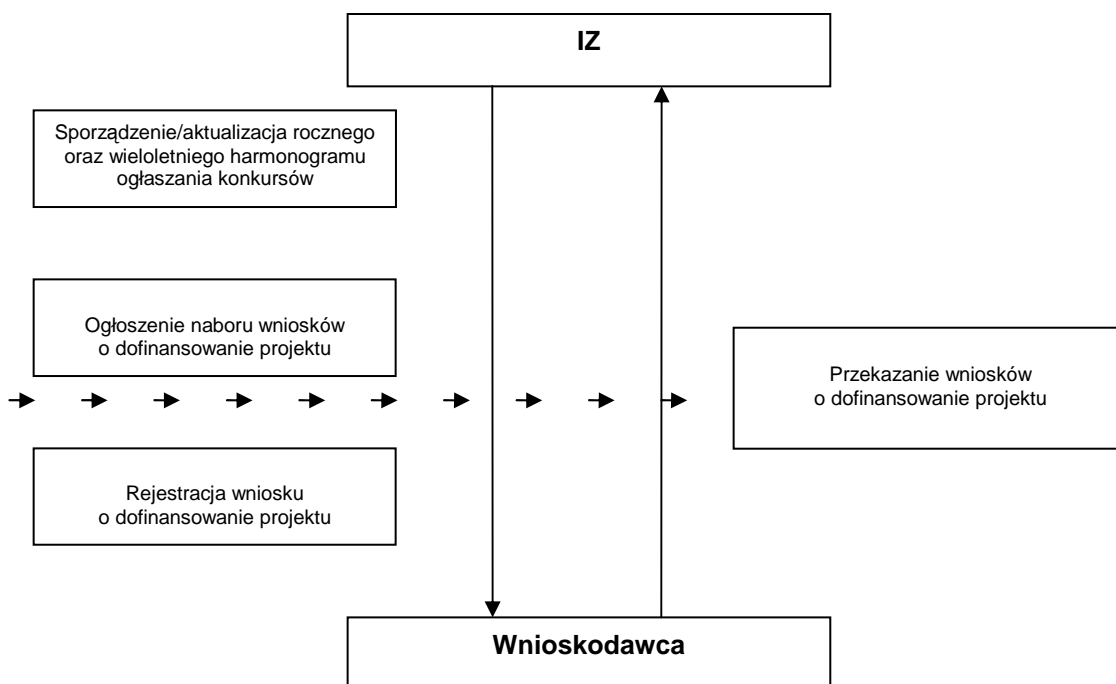 IZ
Sporządzenie/aktualizacja rocznego
oraz wieloletniego harmonogramu
ogłaszania konkursów
Ogłoszenie naboru wniosków
o dofinansowanie projektu
Przekazanie wniosków
o dofinansowanie projektu
Rejestracja wniosku
o dofinansowanie projektu
Wnioskodawca